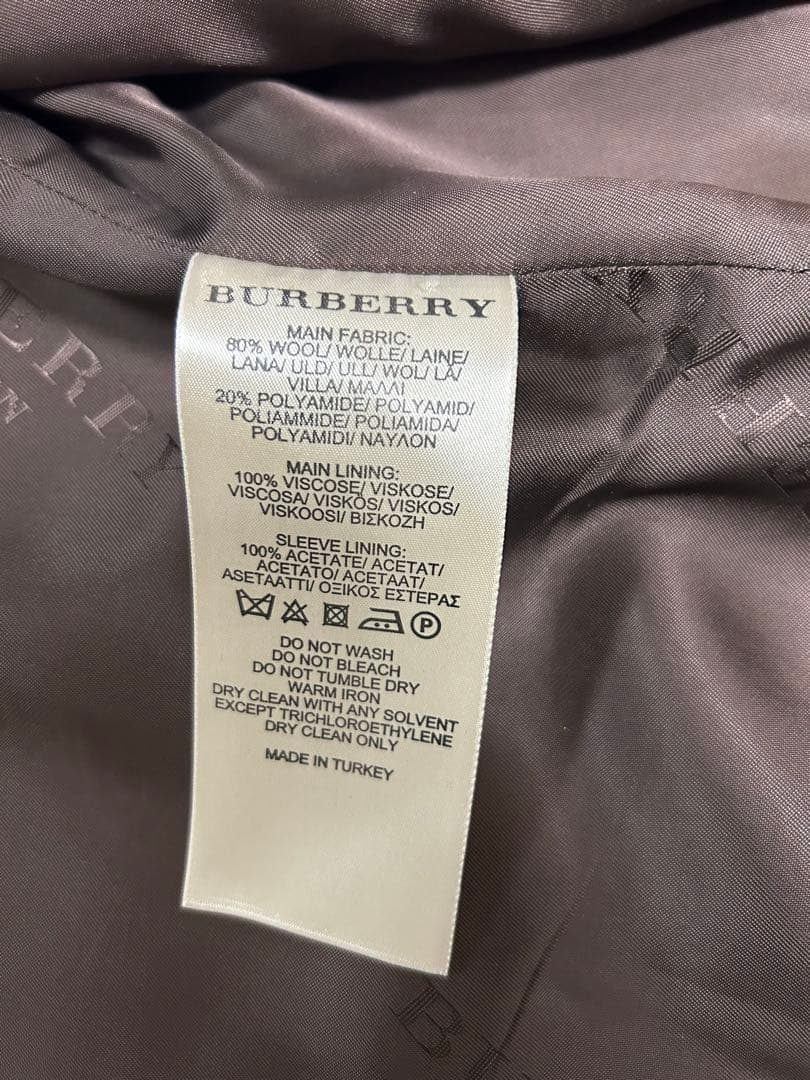 BURBERRY
MAIN FABRIC:
80% WOOL/ WOLLE/ LAINE/
LANA/ ULD/ ULL/ WOL/ LÃ/
VILLA/ ΜΑΛΛΙ
20% POLYAMIDE/ POLYAMID/
POLIAMMIDE/ POLIAMIDA/
POLYAMIDI/ ΝΑΥΛΟΝ
MAIN LINING:
100% VISCOSE/ VISKOSE/
VISCOSA/ VISKÖS/ VISKOS/
VISKOOSI/ ΒΙΣΚΟΖΗ
SLEEVE LINING:
100% ACETATE/ ACETAT/
ACETATO/ ACETAAT/
ASETAATTI/ ΟΞΙΚΟΣ ΕΣΤΕΡΑΣ
P
DO NOT WASH
DO NOT BLEACH
DO NOT TUMBLE DRY
WARM IRON
DRY CLEAN WITH ANY SOLVENT
EXCEPT TRICHLOROETHYLENE
DRY CLEAN ONLY
MADE IN TURKEY